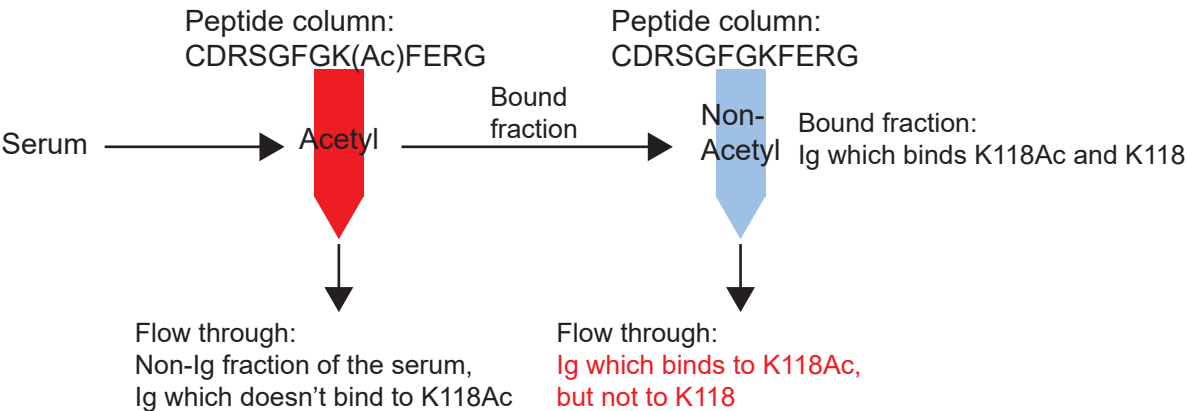 Peptide column:
CDRSGFGK(Ac)FERG
Peptide column:
CDRSGFGKFERG
Serum
Acetyl
Bound
fraction
Non-
Acetyl
Bound fraction:
Ig which binds K118Ac and K118
Flow through:
Non-Ig fraction of the serum,
Ig which doesn’t bind to K118Ac
Flow through:
Ig which binds to K118Ac,
but not to K118